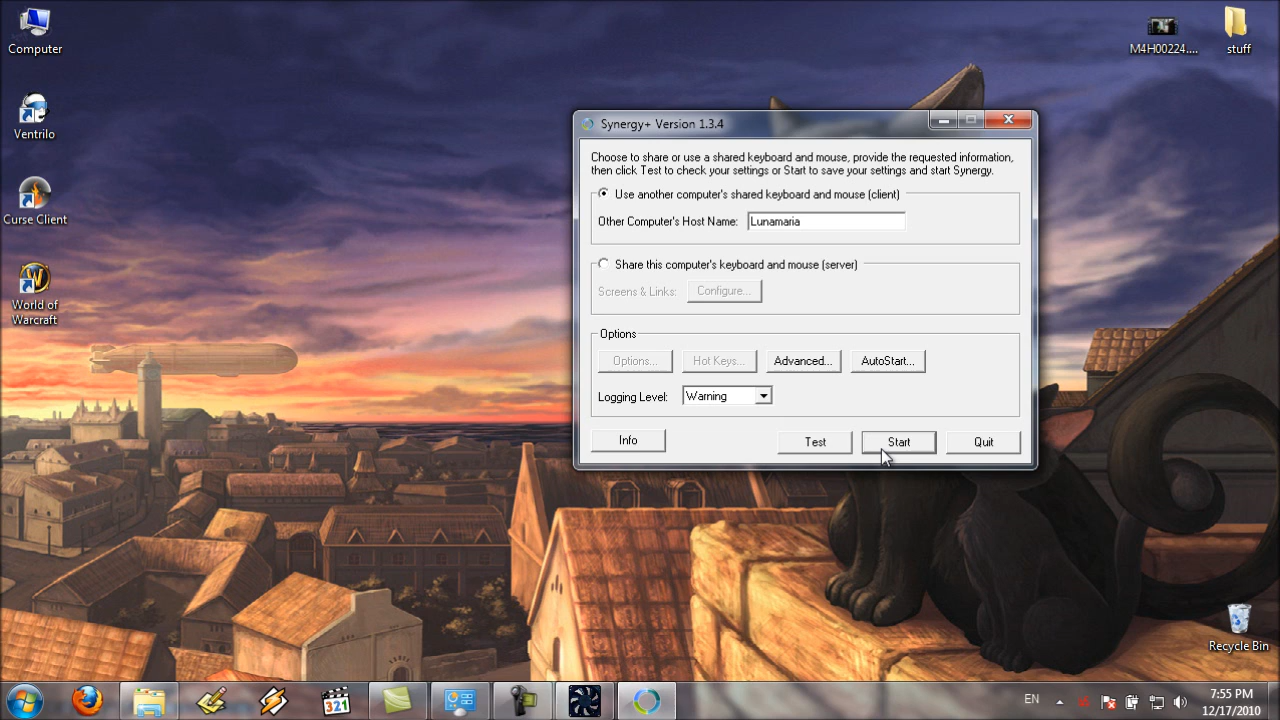 Computer
Ventrilo
Curse Client
World of
Warcraft
M4H00224....
stuff
Synergy+ Version 1.3.4
Choose to share or use a shared keyboard and mouse, provide the requested information,
then click Test to check your settings or Start to save your settings and start Synergy.
Use another computer's shared keyboard and mouse (client)
Other Computer's Host Name: Lunamaria
Share this computer's keyboard and mouse (server)
Screens & Links: Configure...
Options
Options... Hot Keys... Advanced... AutoStart...
Logging Level: Warning
Info Test Start Quit
Recycle Bin
321
EN
7:55 PM
12/17/2010